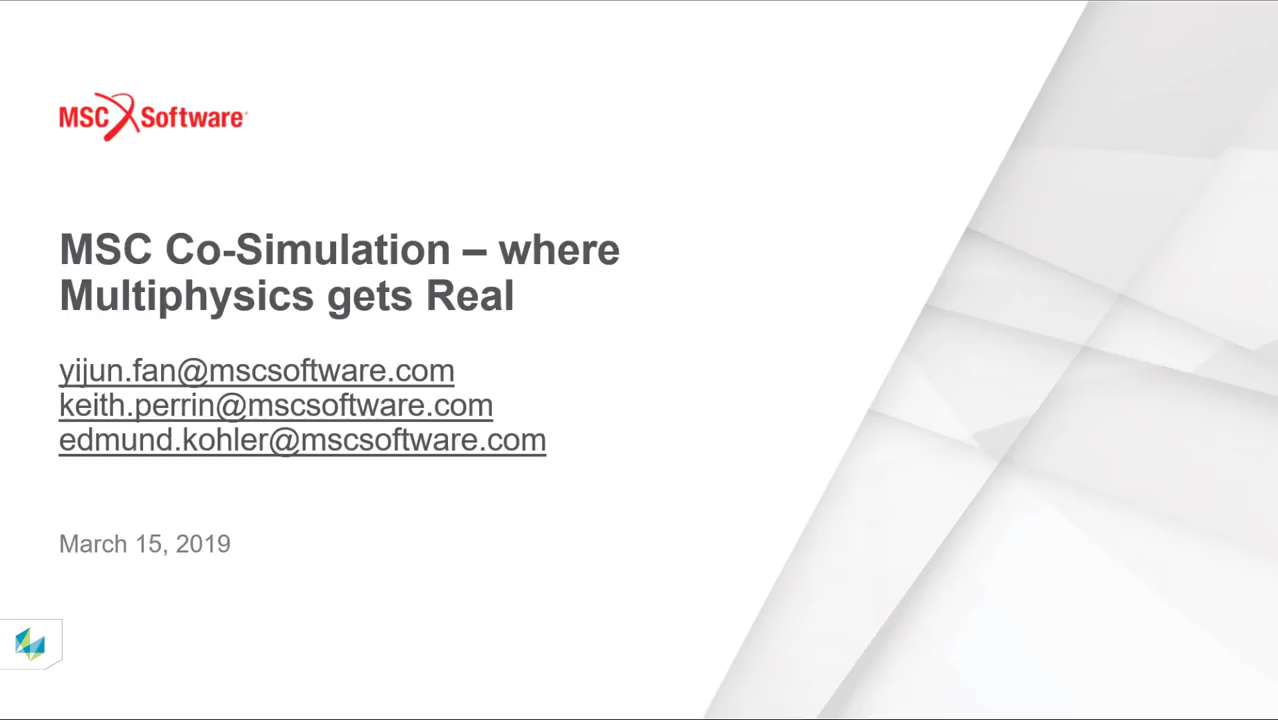 MSC Software
MSC Co-Simulation – where
Multiphysics gets Real
yijun.fan@mscsoftware.com
keith.perrin@mscsoftware.com
edmund.kohler@mscsoftware.com
March 15, 2019